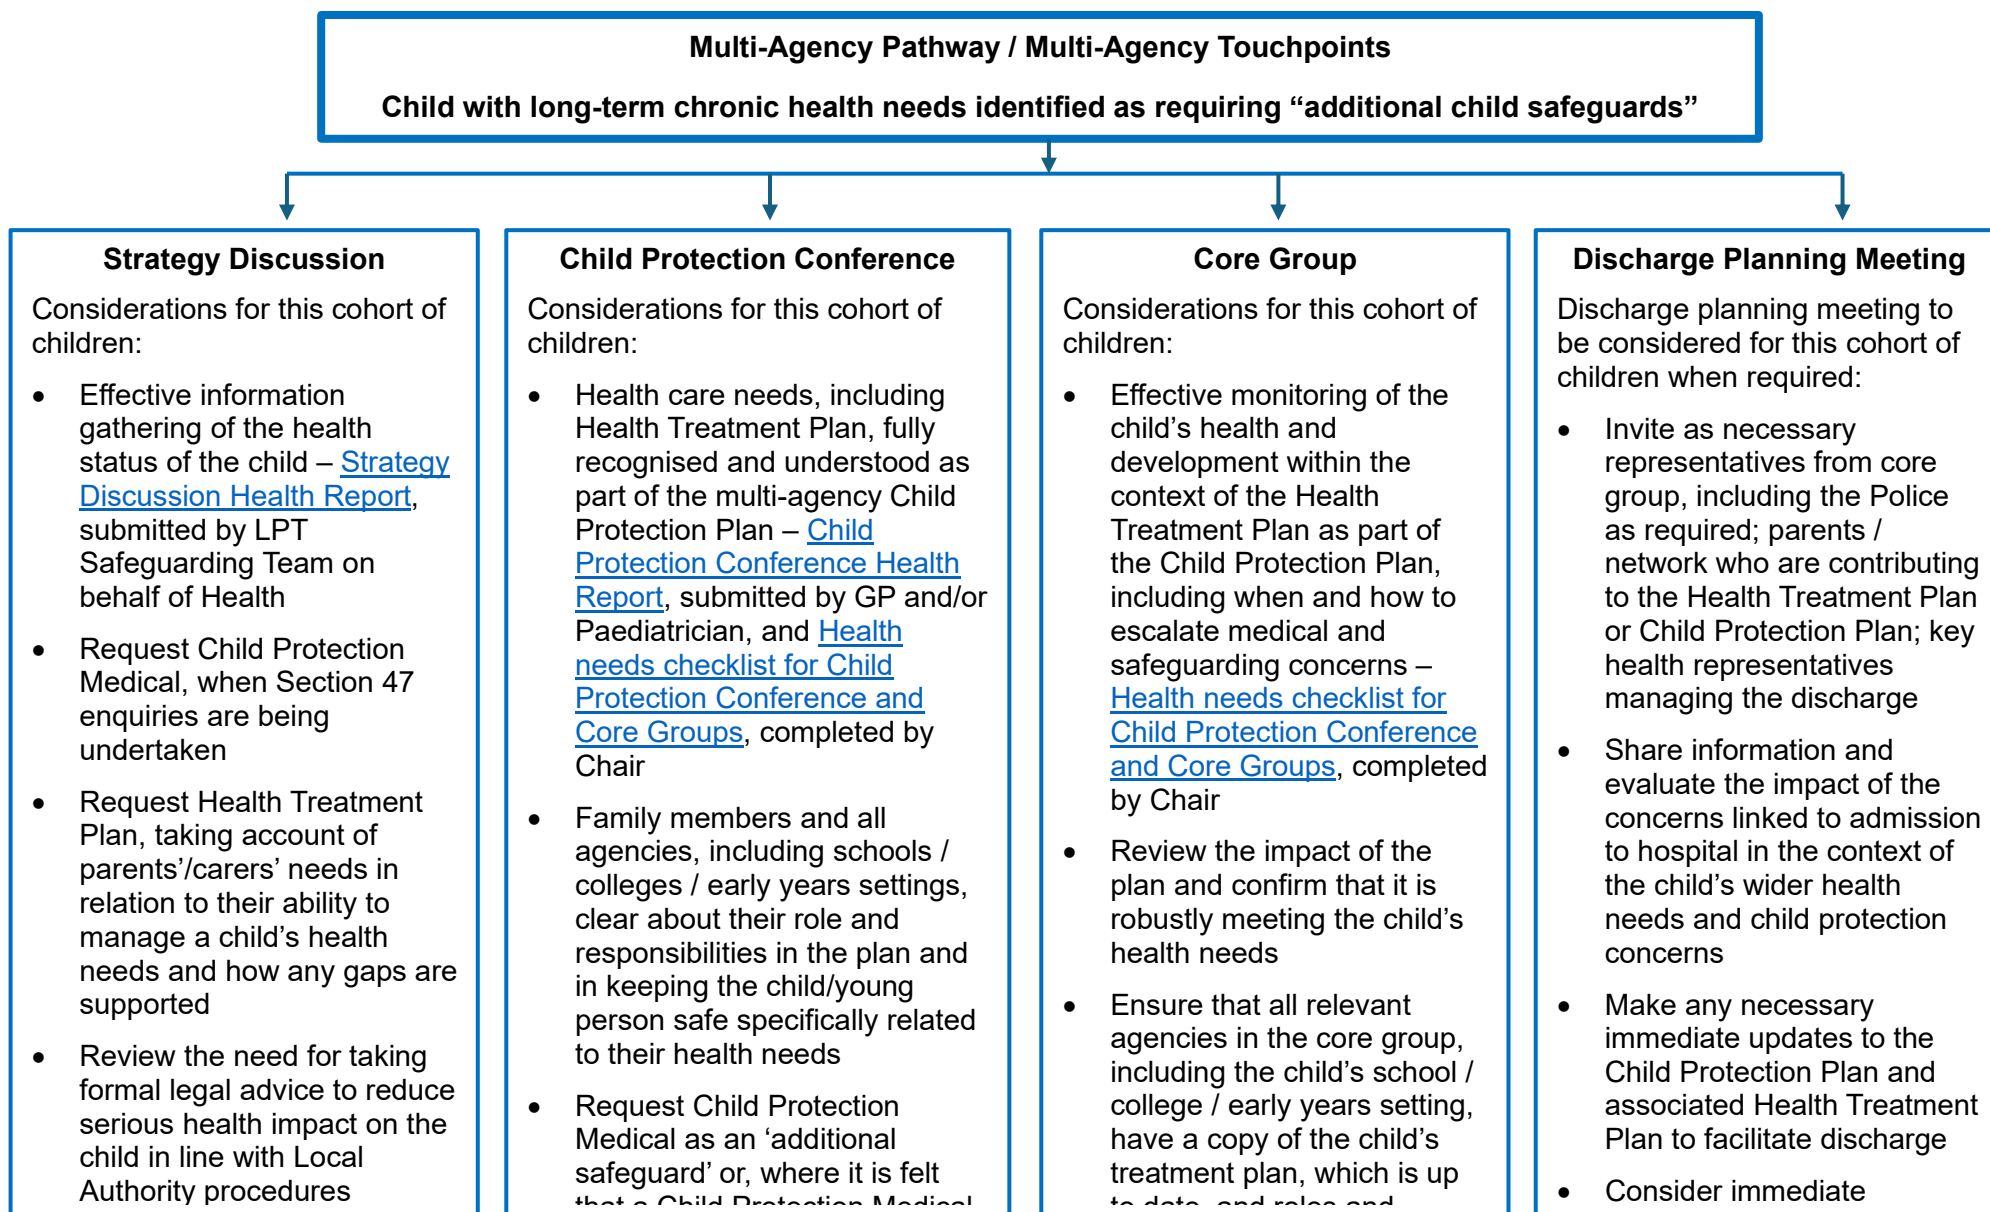 Multi-Agency Pathway / Multi-Agency Touchpoints
Child with long-term chronic health needs identified as requiring “additional child safeguards”
Strategy Discussion
Considerations for this cohort of
children:
• Effective information
gathering of the health
status of the child – Strategy
Discussion Health Report,
submitted by LPT
Safeguarding Team on
behalf of Health
• Request Child Protection
Medical, when Section 47
enquiries are being
undertaken
• Request Health Treatment
Plan, taking account of
parents’/carers’ needs in
relation to their ability to
manage a child’s health
needs and how any gaps are
supported
• Review the need for taking
formal legal advice to reduce
serious health impact on the
child in line with Local
Authority procedures
Child Protection Conference
Considerations for this cohort of
children:
• Health care needs, including
Health Treatment Plan, fully
recognised and understood as
part of the multi-agency Child
Protection Plan – Child
Protection Conference Health
Report, submitted by GP and/or
Paediatrician, and Health
needs checklist for Child
Protection Conference and
Core Groups, completed by
Chair
• Family members and all
agencies, including schools /
colleges / early years settings,
clear about their role and
responsibilities in the plan and
in keeping the child/young
person safe specifically related
to their health needs
• Request Child Protection
Medical as an ‘additional
safeguard’ or, where it is felt
that a Child Protection Medical
Core Group
Considerations for this cohort of
children:
• Effective monitoring of the
child’s health and
development within the
context of the Health
Treatment Plan as part of
the Child Protection Plan,
including when and how to
escalate medical and
safeguarding concerns –
Health needs checklist for
Child Protection Conference
and Core Groups, completed
by Chair
• Review the impact of the
plan and confirm that it is
robustly meeting the child’s
health needs
• Ensure that all relevant
agencies in the core group,
including the child’s school /
college / early years setting,
have a copy of the child’s
treatment plan, which is up
to date, and roles and
Discharge Planning Meeting
Discharge planning meeting to
be considered for this cohort of
children when required:
• Invite as necessary
representatives from core
group, including the Police
as required; parents /
network who are contributing
to the Health Treatment Plan
or Child Protection Plan; key
health representatives
managing the discharge
• Share information and
evaluate the impact of the
concerns linked to admission
to hospital in the context of
the child’s wider health
needs and child protection
concerns
• Make any necessary
immediate updates to the
Child Protection Plan and
associated Health Treatment
Plan to facilitate discharge
• Consider immediate